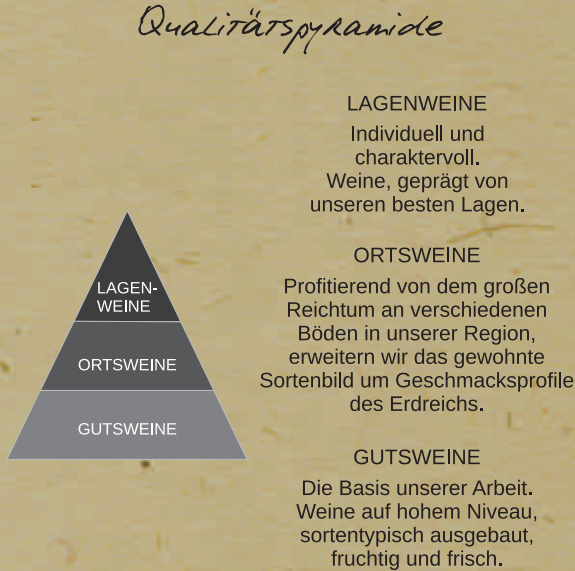 Qualitätspyramide
LAGENWEINE
Individuell und
charaktervoll.
Weine, geprägt von
unseren besten Lagen.
LAGEN-
WEINE
ORTSWEINE
GUTSWEINE
ORTSWEINE
Profitierend von dem großen
Reichtum an verschiedenen
Böden in unserer Region,
erweitern wir das gewohnte
Sortenbild um Geschmacksprofile
des Erdreichs.
GUTSWEINE
Die Basis unserer Arbeit.
Weine auf hohem Niveau,
sortentypisch ausgebaut,
fruchtig und frisch.